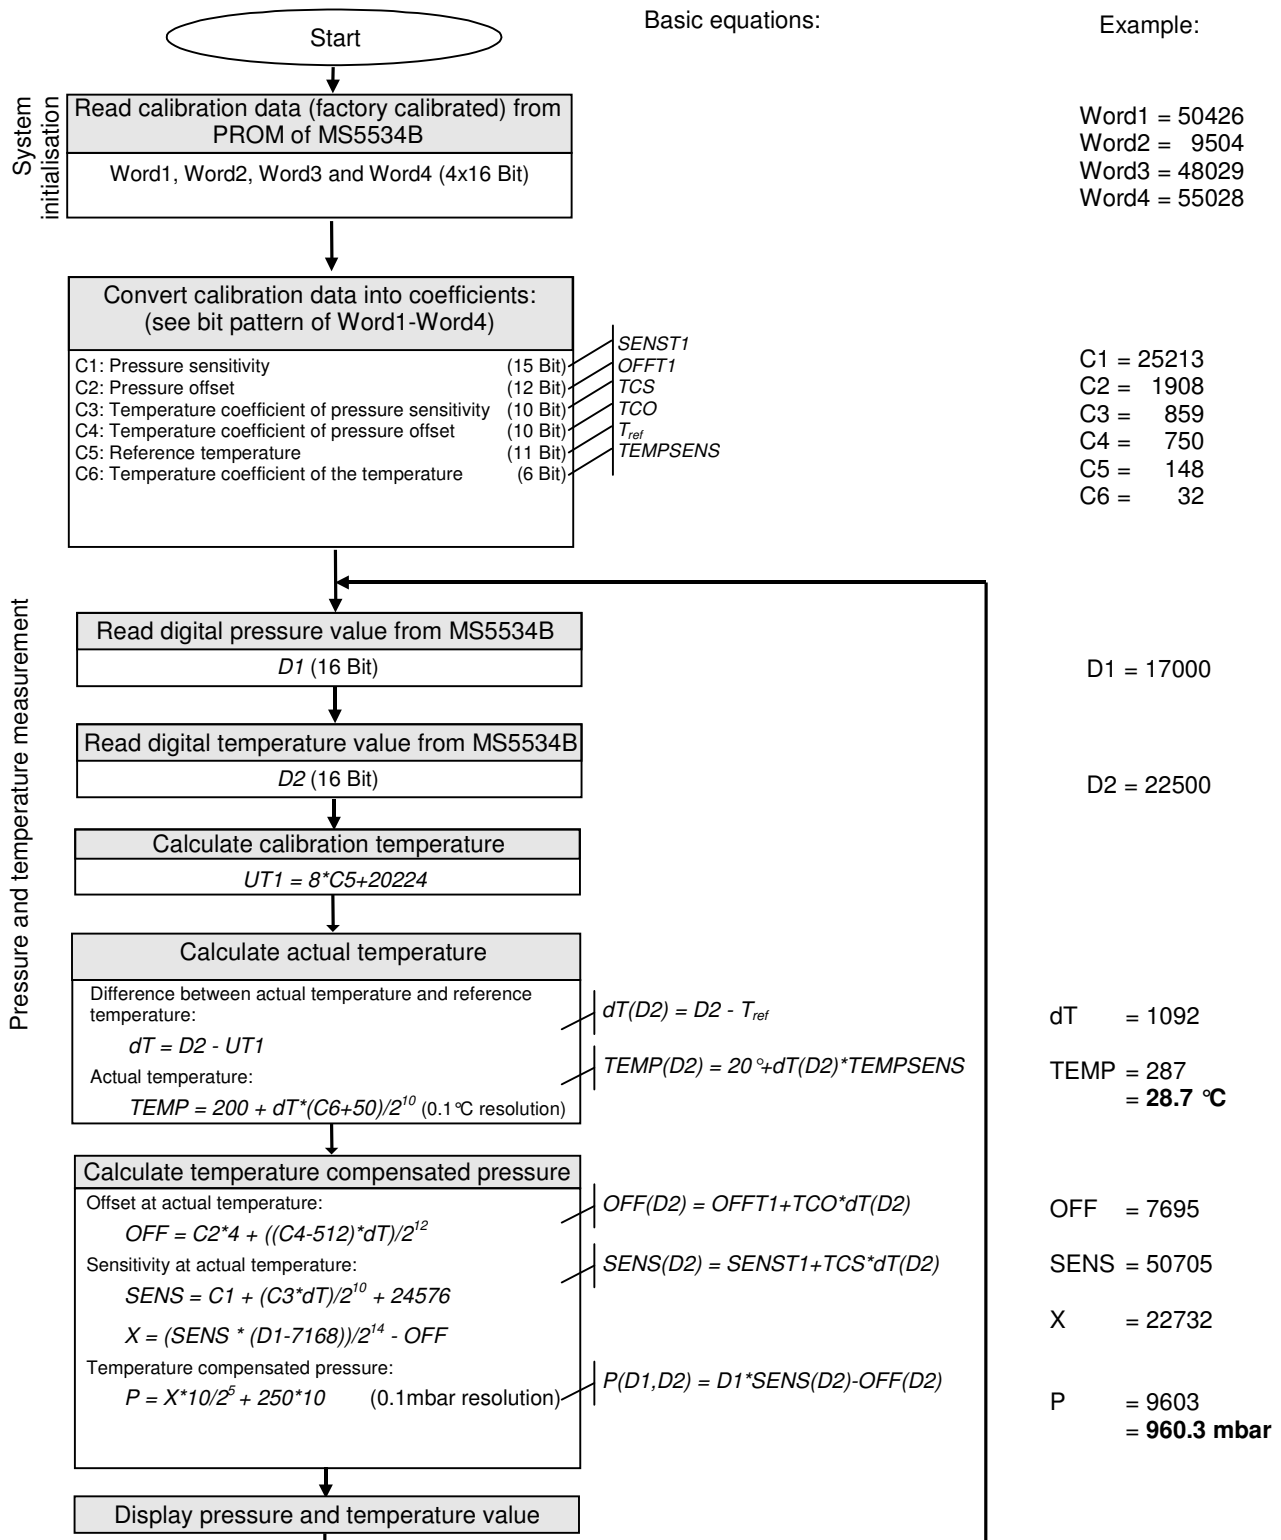 Basic equations:
Example:
Start
System
initialisation
Read calibration data (factory calibrated) from
PROM of MS5534B
Word1, Word2, Word3 and Word4 (4x16 Bit)
Word1 = 50426
Word2 = 9504
Word3 = 48029
Word4 = 55028
Convert calibration data into coefficients:
(see bit pattern of Word1-Word4)
C1: Pressure sensitivity (15 Bit)
C2: Pressure offset (12 Bit)
C3: Temperature coefficient of pressure sensitivity (10 Bit)
C4: Temperature coefficient of pressure offset (10 Bit)
C5: Reference temperature (11 Bit)
C6: Temperature coefficient of the temperature (6 Bit)
SENST1
OFFT1
TCS
TCO
Tref
TEMPSENS
C1 = 25213
C2 = 1908
C3 = 859
C4 = 750
C5 = 148
C6 = 32
Pressure and temperature measurement
Read digital pressure value from MS5534B
D1 (16 Bit)
D1 = 17000
Read digital temperature value from MS5534B
D2 (16 Bit)
D2 = 22500
Calculate calibration temperature
UT1 = 8*C5+20224
Calculate actual temperature
Difference between actual temperature and reference
temperature:
dT = D2 - UT1
Actual temperature:
TEMP = 200 + dT*(C6+50)/2^10 (0.1°C resolution)
dT(D2) = D2 - Tref
TEMP(D2) = 20°+dT(D2)*TEMPSENS
dT = 1092
TEMP = 287
= 28.7 °C
Calculate temperature compensated pressure
Offset at actual temperature:
OFF = C2*4 + ((C4-512)*dT)/2^12
Sensitivity at actual temperature:
SENS = C1 + (C3*dT)/2^10 + 24576
X = (SENS * (D1-7168))/2^14 - OFF
Temperature compensated pressure:
P = X*10/2^5 + 250*10 (0.1mbar resolution)
OFF(D2) = OFFT1+TCO*dT(D2)
SENS(D2) = SENST1+TCS*dT(D2)
P(D1,D2) = D1*SENS(D2)-OFF(D2)
OFF = 7695
SENS = 50705
X = 22732
P = 9603
= 960.3 mbar
Display pressure and temperature value